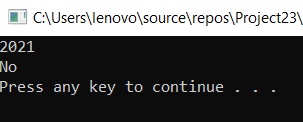 C:\Users\lenovo\source\repos\Project23\
2021
No
Press any key to continue . . .